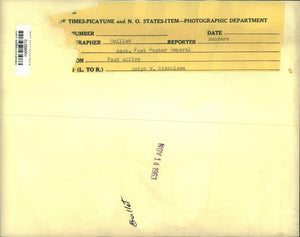 TIMES-PICAYUNE and N. O. STATES-ITEM—PHOTOGRAPHIC DEPARTMENT
NUMBER DATE
OGRAPHER Guillot REPORTER Sanders
Asst. Post Master General
ON Post office
S (L. TO R.) Ralph W. Nicholson
NOV 14 1963